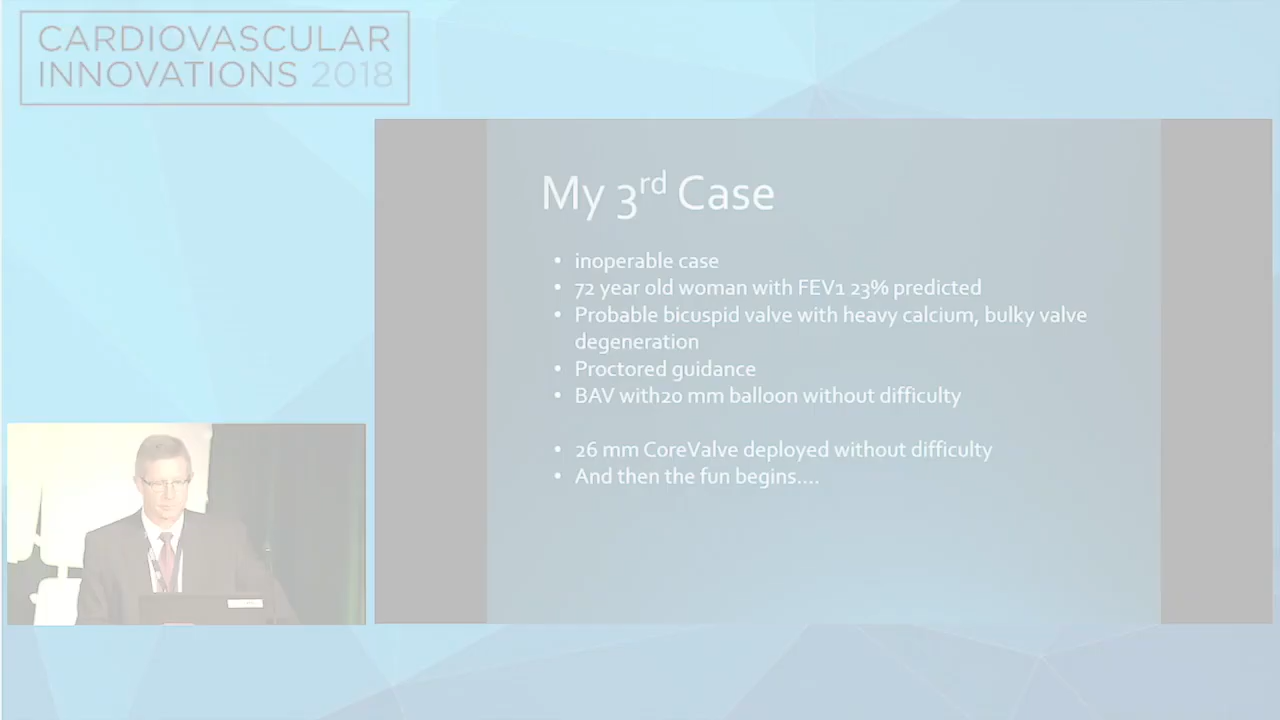 CARDIOVASCULAR
INNOVATIONS 2018
My 3rd Case
• inoperable case
• 72 year old woman with FEV1 23% predicted
• Probable bicuspid valve with heavy calcium, bulky valve
degeneration
• Proctored guidance
• BAV with20 mm balloon without difficulty
• 26 mm CoreValve deployed without difficulty
• And then the fun begins....